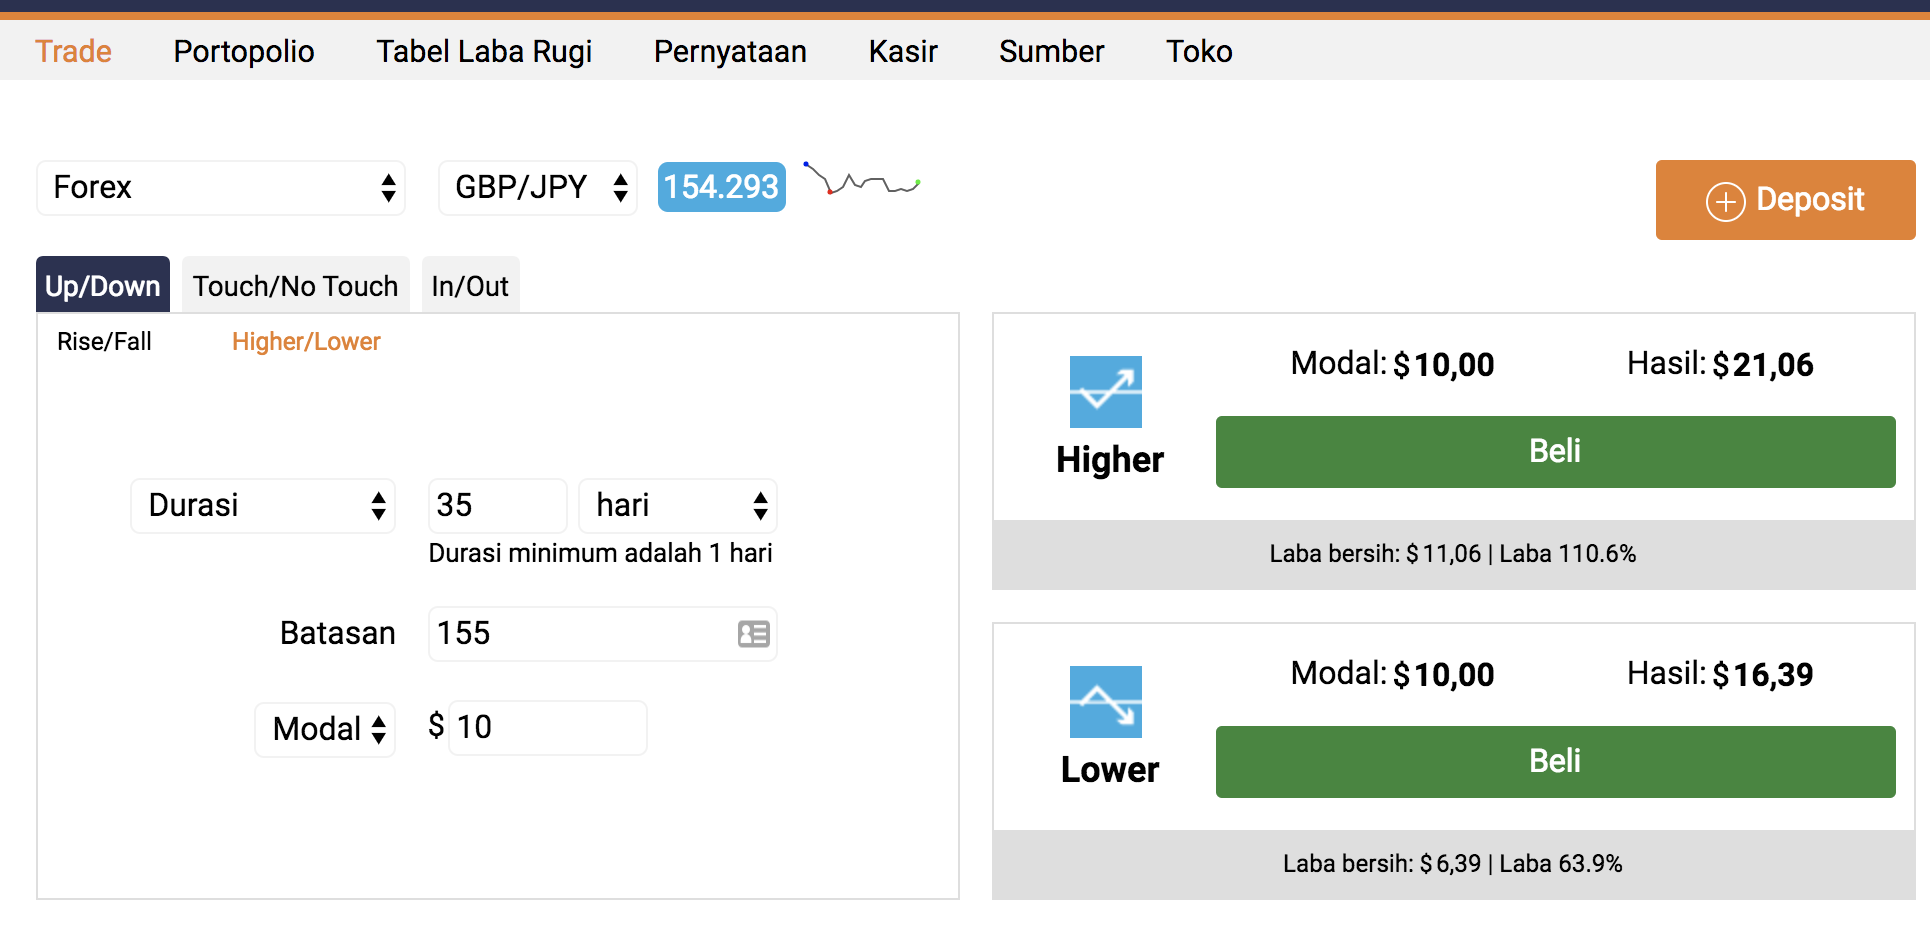 Trade Portopolio Tabel Laba Rugi Pernyataan Kasir Sumber Toko
Forex GBP/JPY 154.293
Deposit
Up/Down Touch/No Touch In/Out
Rise/Fall Higher/Lower
Durasi 35 hari
Durasi minimum adalah 1 hari
Batasan 155
Modal $ 10
Modal: $ 10,00 Hasil: $ 21,06
Beli
Higher
Laba bersih: $ 11,06 | Laba 110.6%
Modal: $ 10,00 Hasil: $ 16,39
Beli
Lower
Laba bersih: $ 6,39 | Laba 63.9%